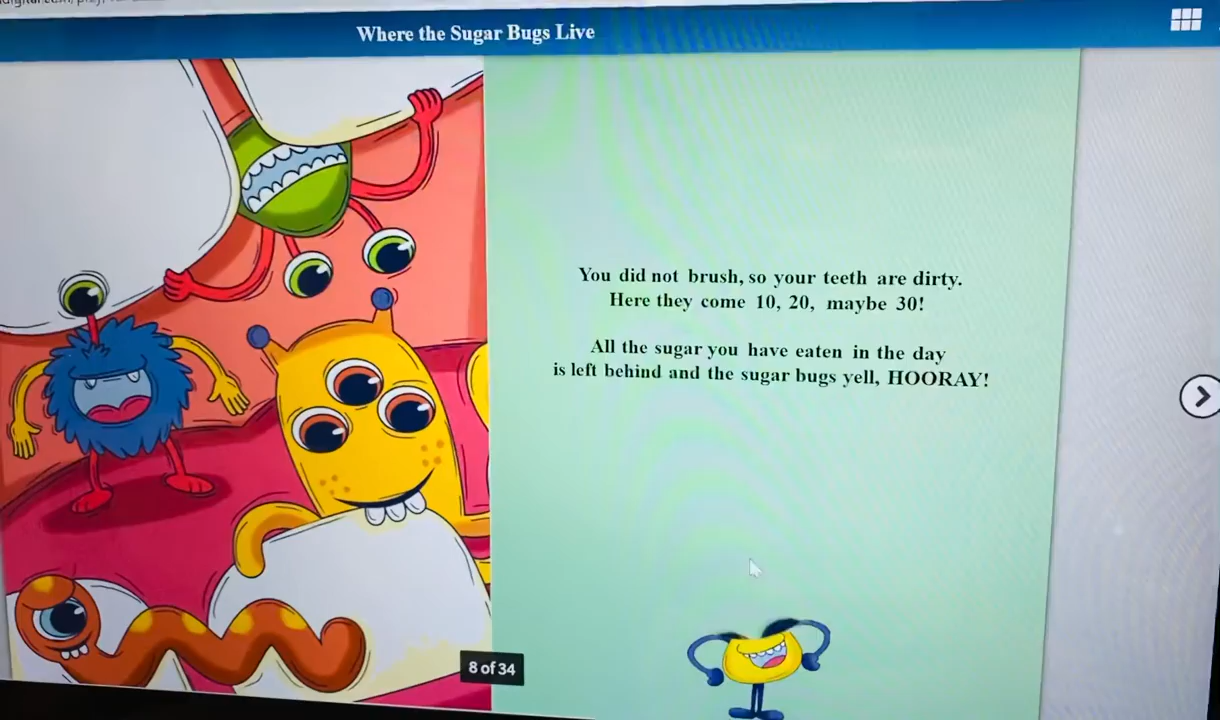 Where the Sugar Bugs Live
You did not brush, so your teeth are dirty.
Here they come 10, 20, maybe 30!
All the sugar you have eaten in the day
is left behind and the sugar bugs yell, HOORAY!
8 of 34